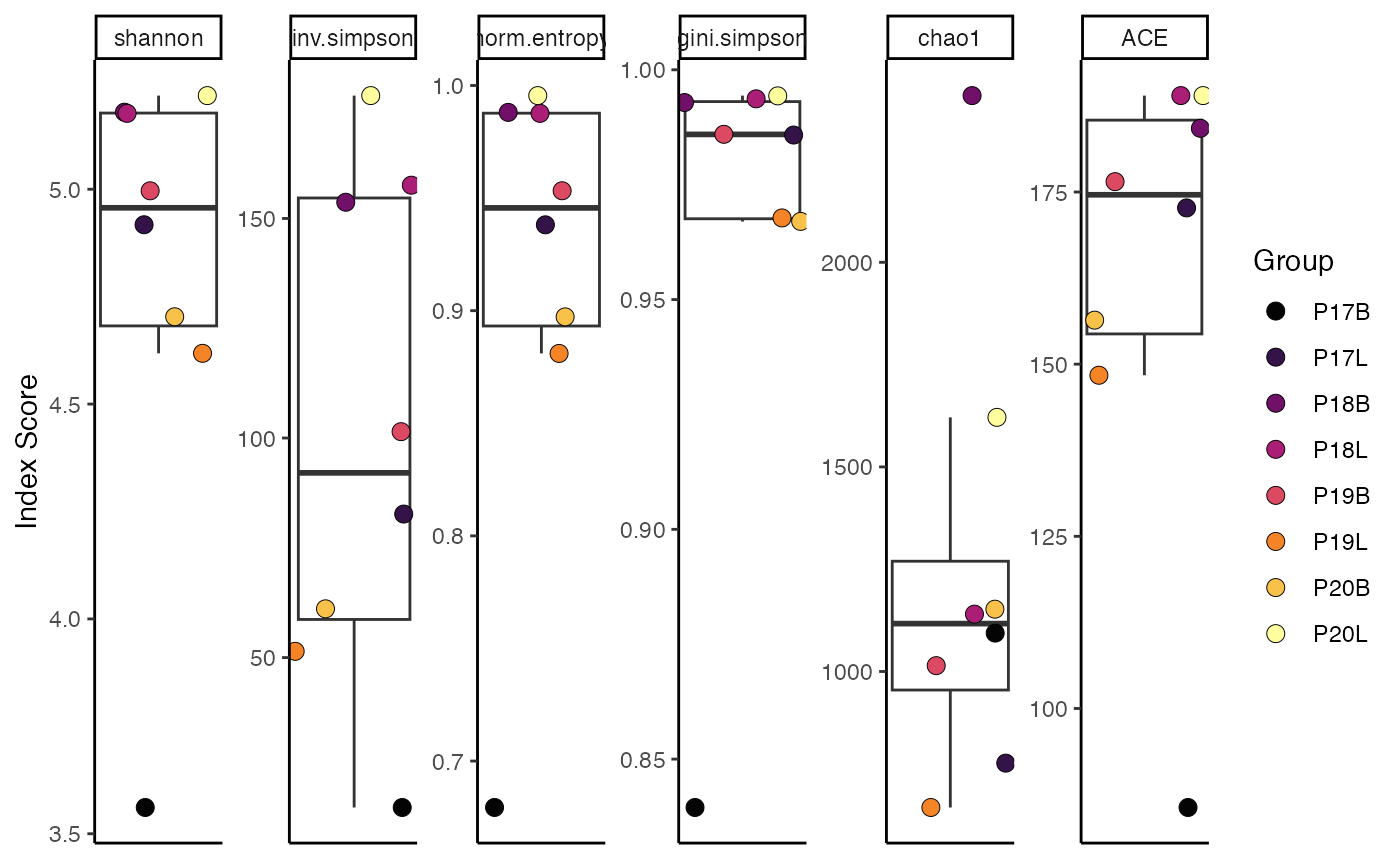 shannon
inv.simpson
norm.entropy
gini.simpson
chao1
ACE
Index Score
5.0
4.5
4.0
3.5
150
100
50
1.0
0.9
0.8
0.7
1.00
0.95
0.90
0.85
2000
1500
1000
175
150
125
100
Group
P17B
P17L
P18B
P18L
P19B
P19L
P20B
P20L